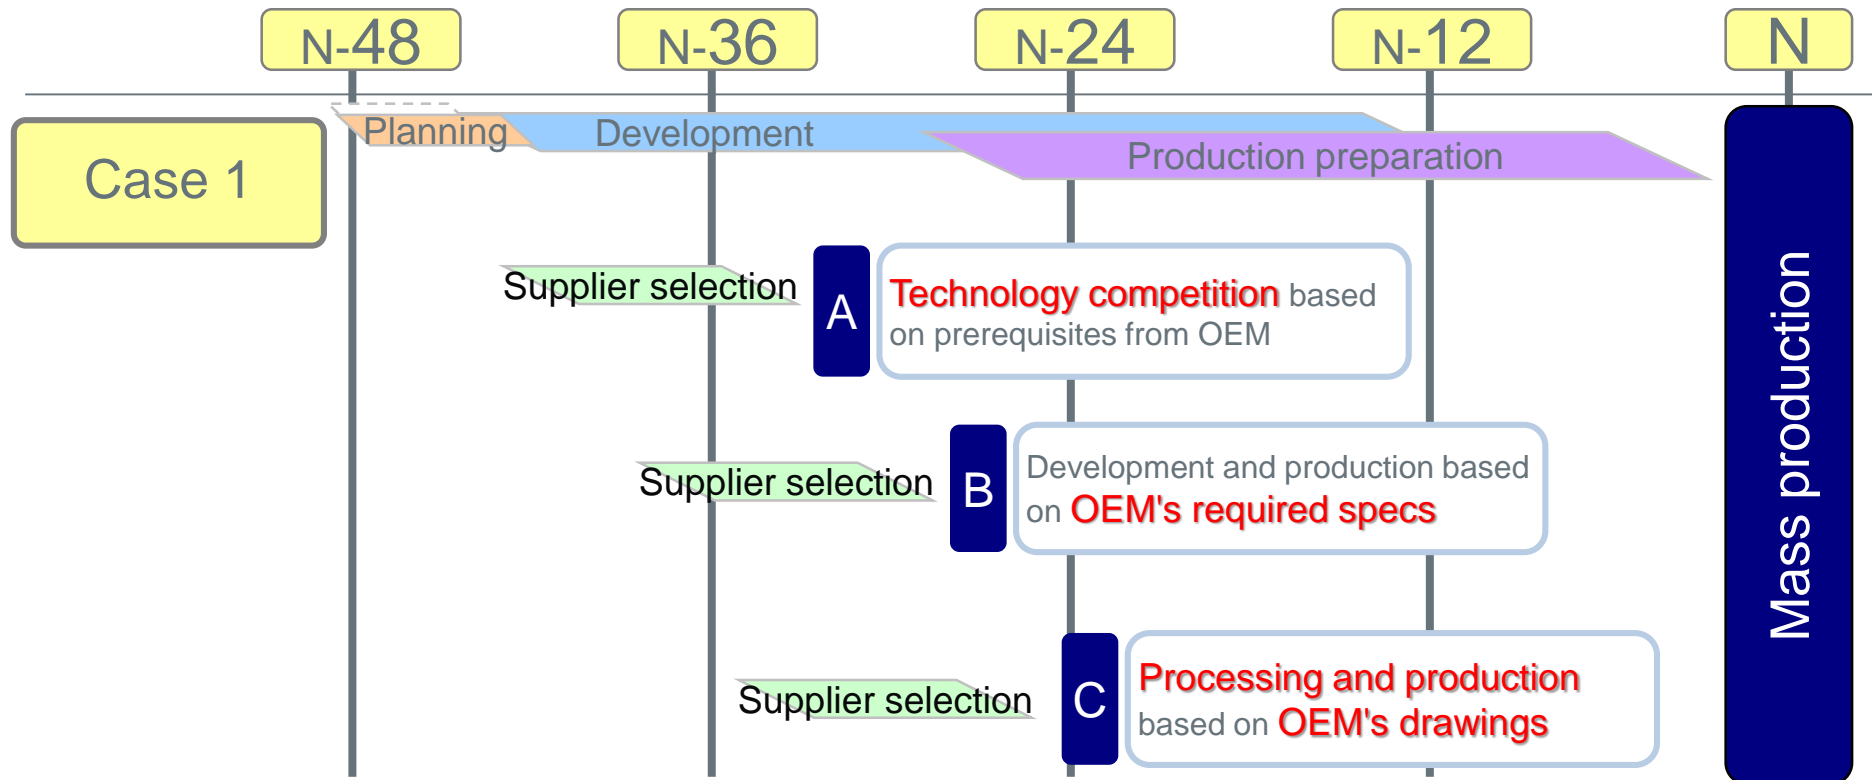 N-48
N-36
N-24
N-12
N
Case 1
Planning
Development
Production preparation
Supplier selection
A
Technology competition based
on prerequisites from OEM
Supplier selection
B
Development and production based
on OEM's required specs
Supplier selection
C
Processing and production
based on OEM's drawings
Mass production